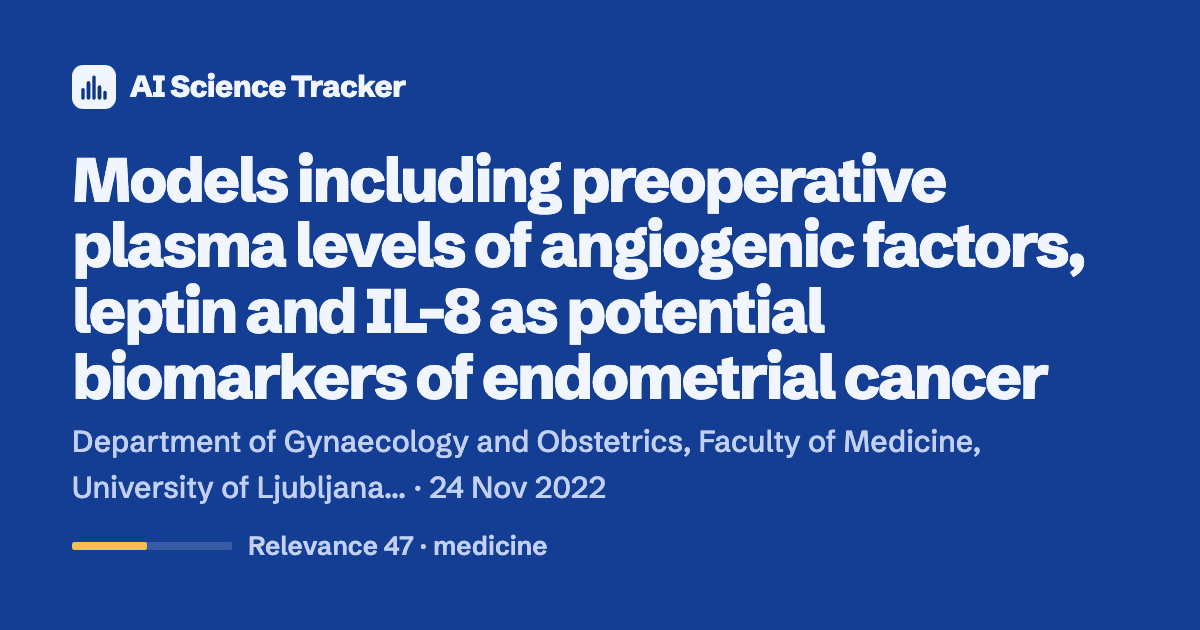 AI Science Tracker
Models including preoperative
plasma levels of angiogenic factors,
leptin and IL-8 as potential
biomarkers of endometrial cancer
Department of Gynaecology and Obstetrics, Faculty of Medicine,
University of Ljubljana... · 24 Nov 2022
Relevance 47 · medicine